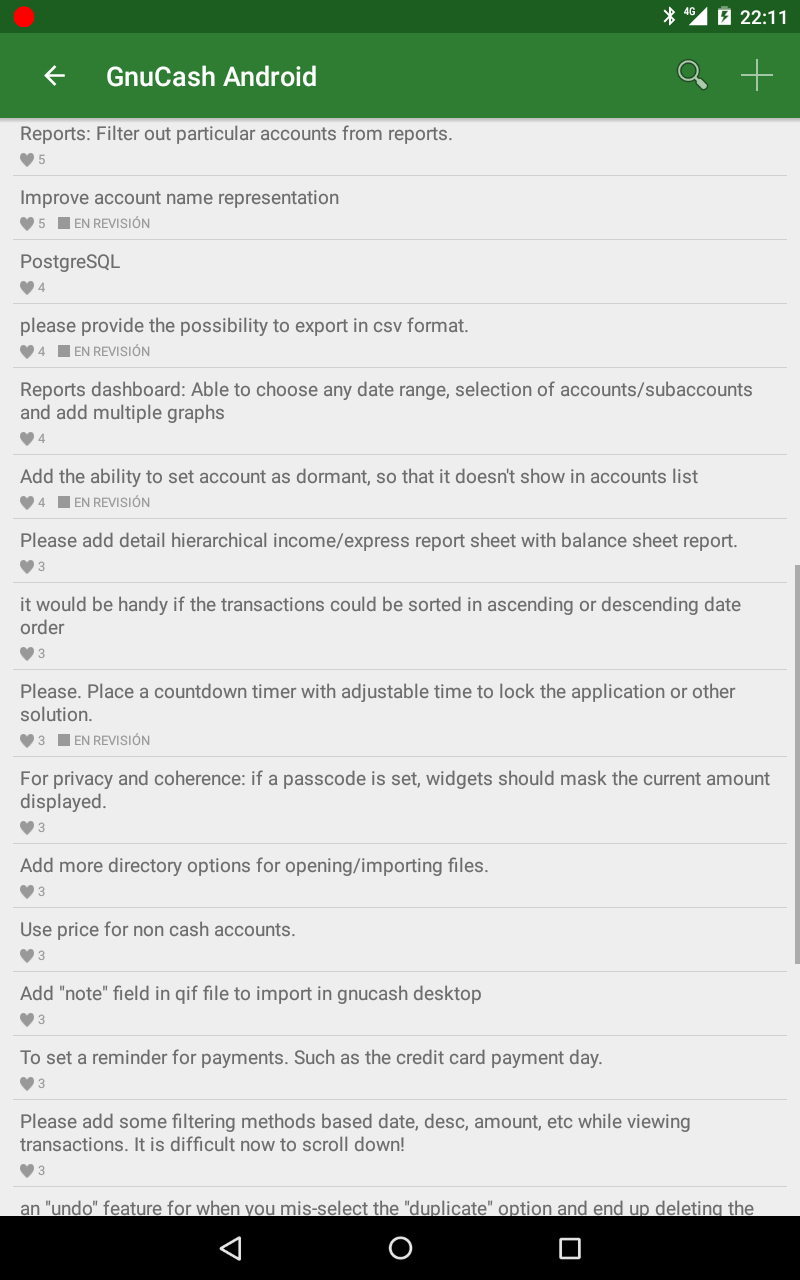 4G 22:11
GnuCash Android
Reports: Filter out particular accounts from reports.
5
Improve account name representation
5 EN REVISIÓN
PostgreSQL
4
please provide the possibility to export in csv format.
4 EN REVISIÓN
Reports dashboard: Able to choose any date range, selection of accounts/subaccounts
and add multiple graphs
4
Add the ability to set account as dormant, so that it doesn't show in accounts list
4 EN REVISIÓN
Please add detail hierarchical income/express report sheet with balance sheet report.
3
it would be handy if the transactions could be sorted in ascending or descending date
order
3
Please. Place a countdown timer with adjustable time to lock the application or other
solution.
3 EN REVISIÓN
For privacy and coherence: if a passcode is set, widgets should mask the current amount
displayed.
3
Add more directory options for opening/importing files.
3
Use price for non cash accounts.
3
Add "note" field in qif file to import in gnucash desktop
3
To set a reminder for payments. Such as the credit card payment day.
3
Please add some filtering methods based date, desc, amount, etc while viewing
transactions. It is difficult now to scroll down!
3
an "undo" feature for when you mis-select the "duplicate" option and end up deleting the